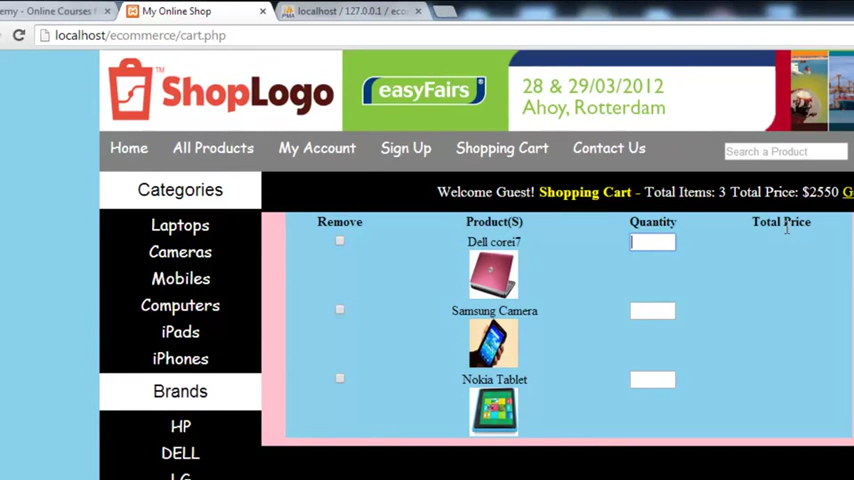 emy - Online Courses f
My Online Shop
localhost / 127.0.0.1 / eco
localhost/ecommerce/cart.php
ShopLogo
TM
easyFairs
28 & 29/03/2012
Ahoy, Rotterdam
Home All Products My Account Sign Up Shopping Cart Contact Us
Search a Product
Categories
Welcome Guest! Shopping Cart - Total Items: 3 Total Price: $2550 G
Remove Product(S) Quantity Total Price
Laptops
Cameras
Mobiles
Computers
iPads
iPhones
Dell corei7
Samsung Camera
Nokia Tablet
Brands
HP
DELL
LG